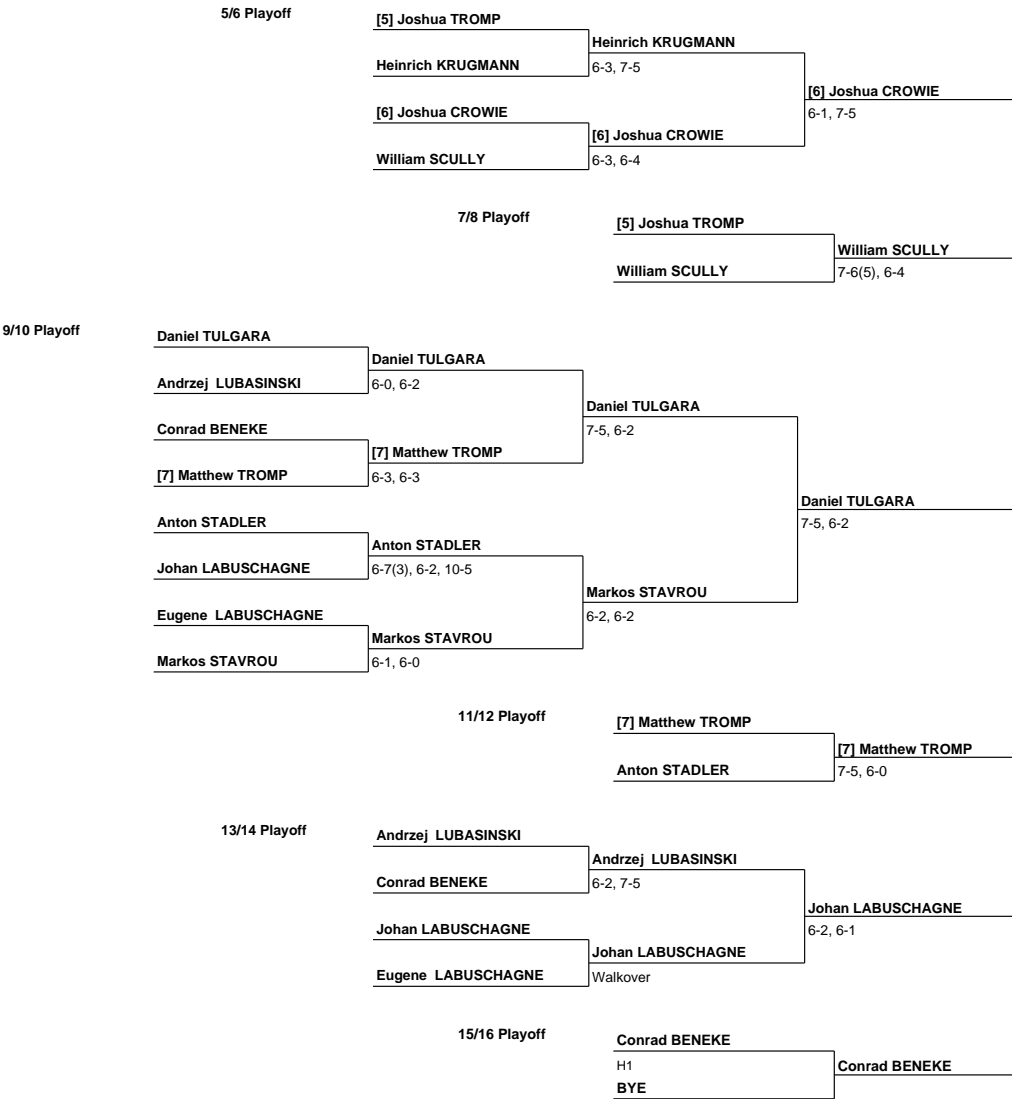 5/6 Playoff
[5] Joshua TROMP
Heinrich KRUGMANN
Heinrich KRUGMANN
6-3, 7-5
[6] Joshua CROWIE
6-1, 7-5
[6] Joshua CROWIE
[6] Joshua CROWIE
William SCULLY
6-3, 6-4
7/8 Playoff
[5] Joshua TROMP
William SCULLY
William SCULLY
7-6(5), 6-4
9/10 Playoff
Daniel TULGARA
Daniel TULGARA
Andrzej LUBASINSKI
6-0, 6-2
Daniel TULGARA
Conrad BENEKE
7-5, 6-2
[7] Matthew TROMP
[7] Matthew TROMP
6-3, 6-3
Daniel TULGARA
Anton STADLER
7-5, 6-2
Anton STADLER
Johan LABUSCHAGNE
6-7(3), 6-2, 10-5
Markos STAVROU
Eugene LABUSCHAGNE
6-2, 6-2
Markos STAVROU
Markos STAVROU
6-1, 6-0
11/12 Playoff
[7] Matthew TROMP
[7] Matthew TROMP
Anton STADLER
7-5, 6-0
13/14 Playoff
Andrzej LUBASINSKI
Andrzej LUBASINSKI
Conrad BENEKE
6-2, 7-5
Johan LABUSCHAGNE
Johan LABUSCHAGNE
6-2, 6-1
Johan LABUSCHAGNE
Eugene LABUSCHAGNE
Walkover
15/16 Playoff
Conrad BENEKE
H1
Conrad BENEKE
BYE